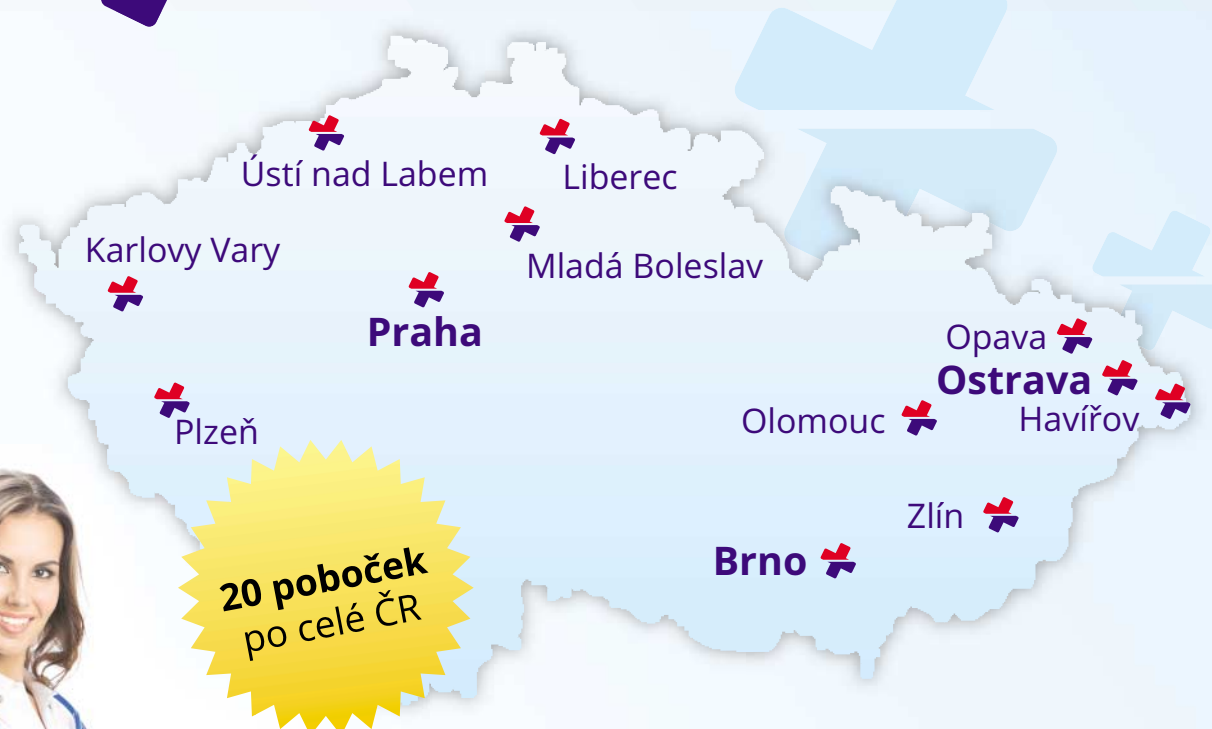 Ústí nad Labem
Liberec
Karlovy Vary
Mladá Boleslav
Praha
Opava
Ostrava
Havířov
Olomouc
Plzeň
Zlín
Brno
20 poboček
po celé ČR